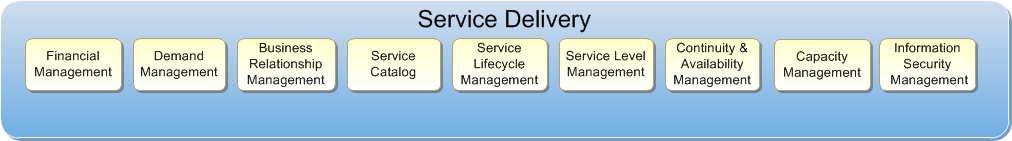 Service Delivery
Financial
Management
Demand
Management
Business
Relationship
Management
Service
Catalog
Service
Lifecycle
Management
Service Level
Management
Continuity &
Availability
Management
Capacity
Management
Information
Security
Management